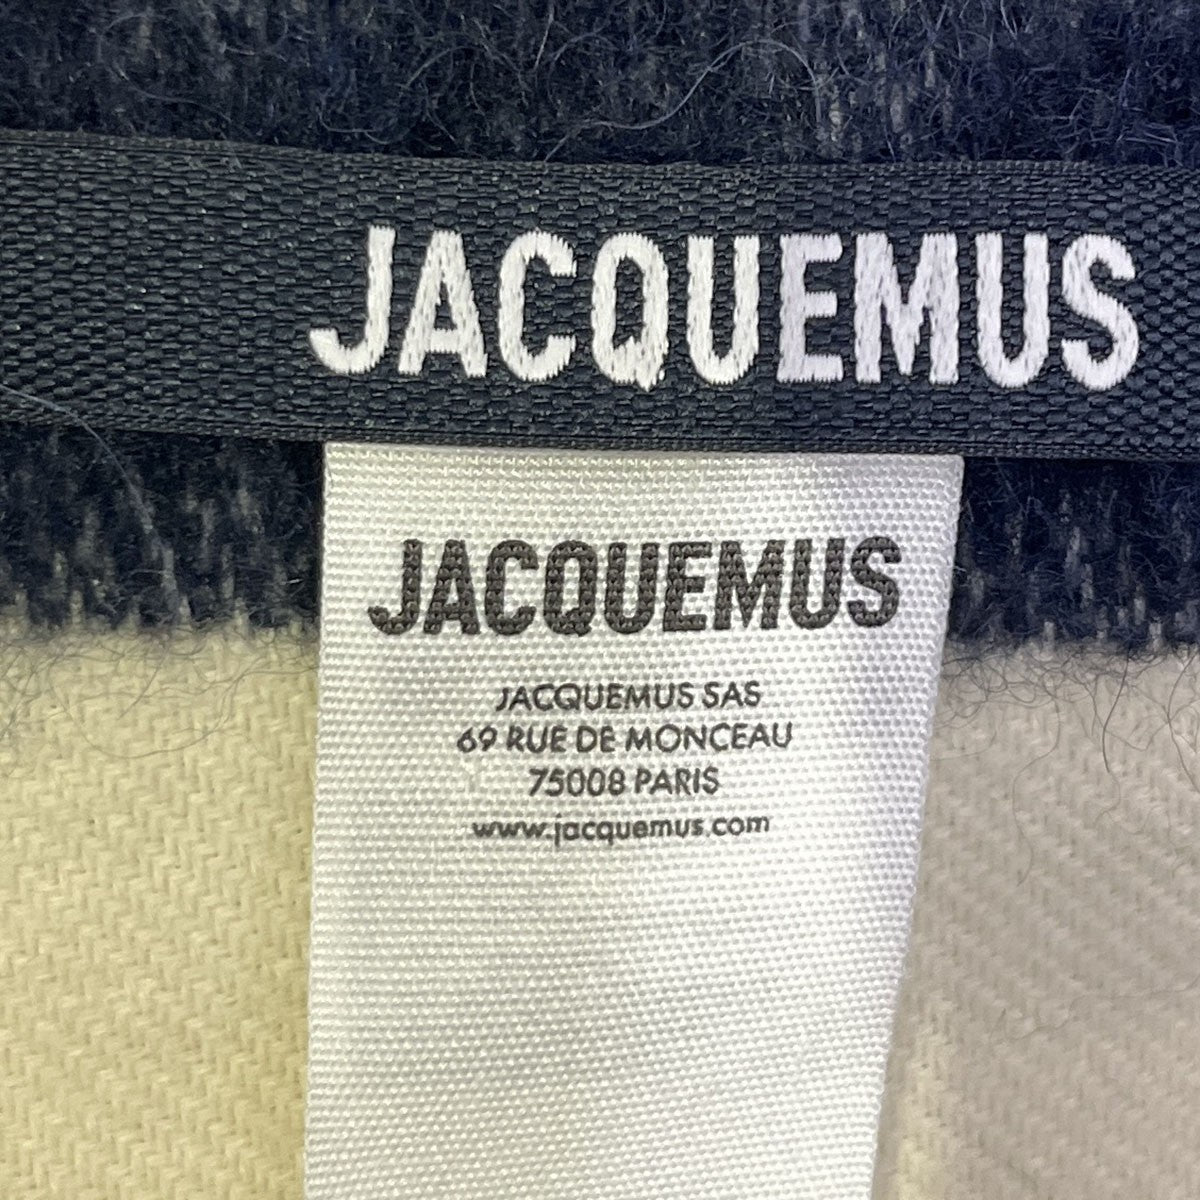 JACQUEMUS
JACQUEMUS
JACQUEMUS SAS
69 RUE DE MONCEAU
75008 PARIS
www.jacquemus.com